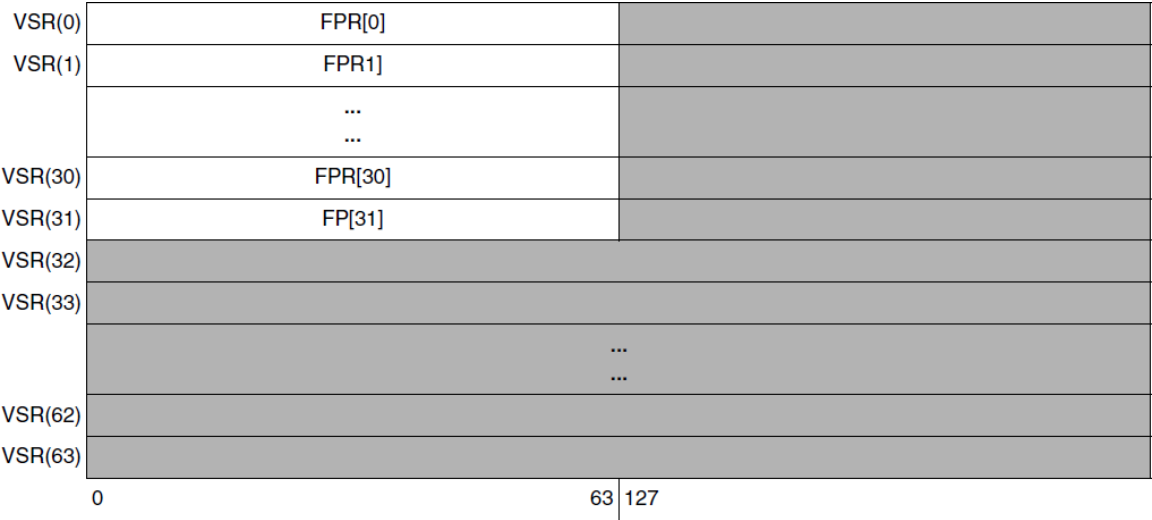 VSR(0) FPR[0]
VSR(1) FPR1]
...
...
VSR(30) FPR[30]
VSR(31) FP[31]
VSR(32)
VSR(33)
...
...
VSR(62)
VSR(63)
0 63 127